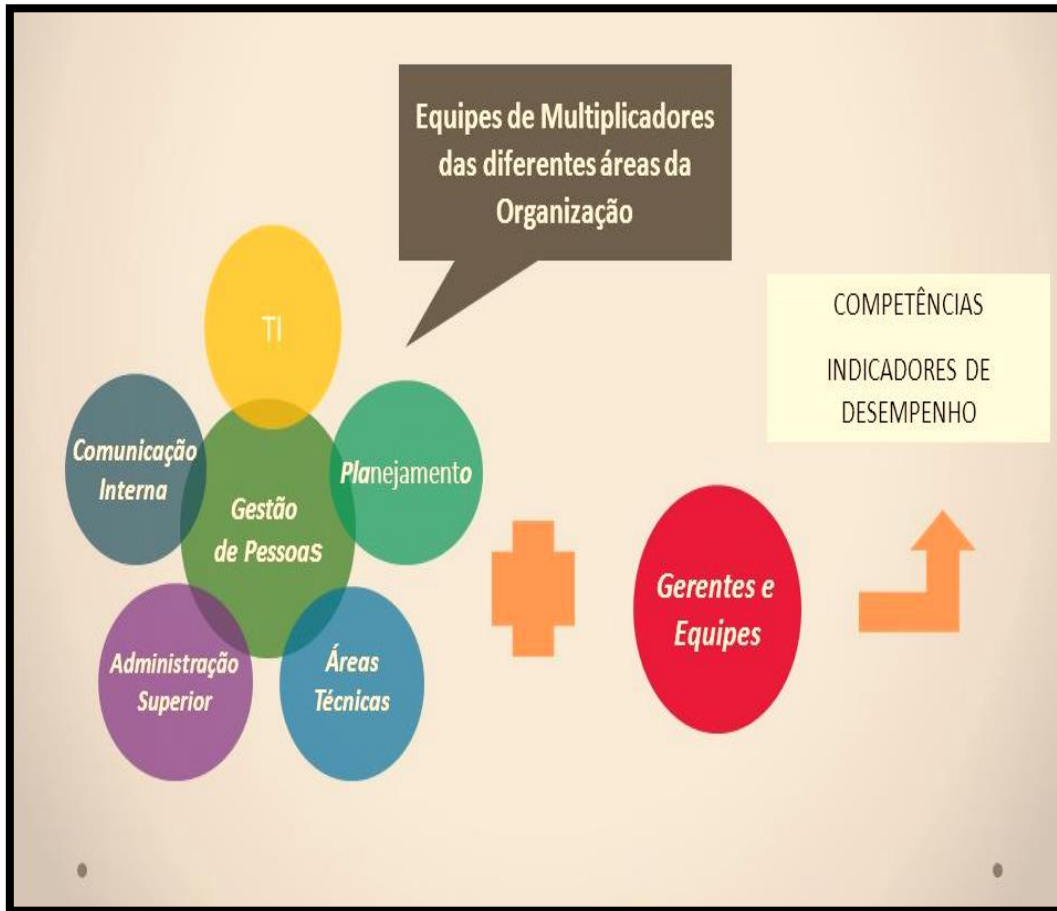 Equipes de Multiplicadores
das diferentes áreas da
Organização
TI
Comunicação
Interna
Planejamento
Gestão
de Pessoas
Administração
Superior
Áreas
Técnicas
Gerentes e
Equipes
COMPETÊNCIAS
INDICADORES DE
DESEMPENHO